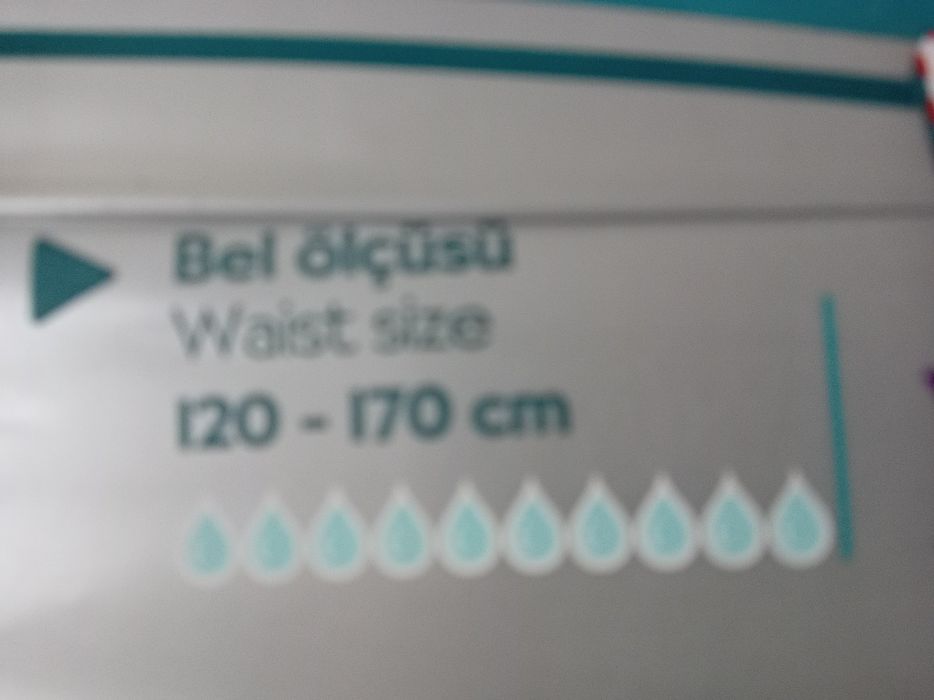 Bel ölçüsü
Waist size
120 - 170 cm